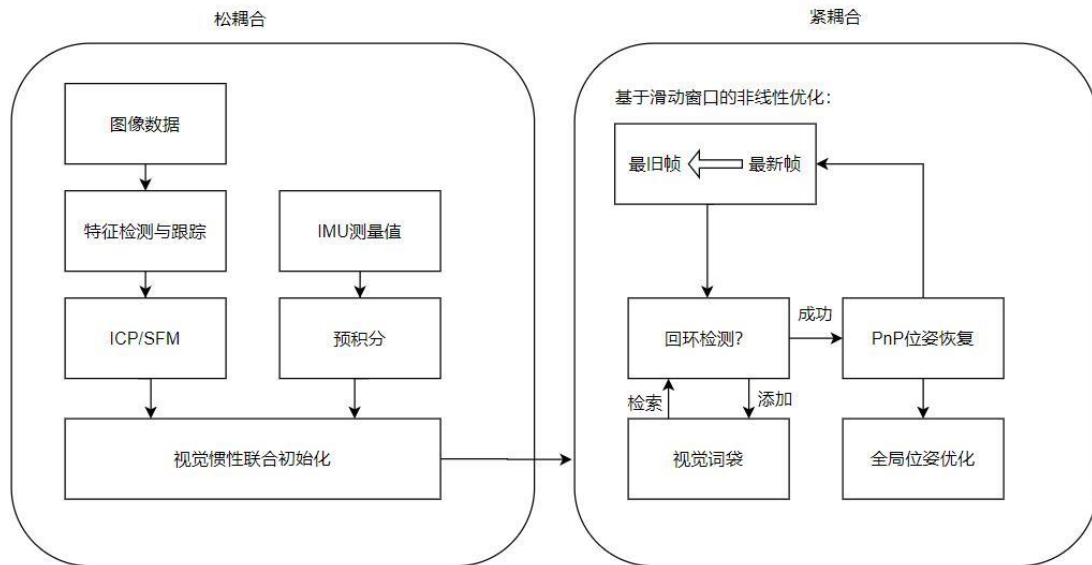 松耦合
图像数据
特征检测与跟踪
IMU测量值
ICP/SFM
预积分
视觉惯性联合初始化
紧耦合
基于滑动窗口的非线性优化：
最旧帧
最新帧
回环检测?
成功
PnP位姿恢复
检索
添加
视觉词袋
全局位姿优化